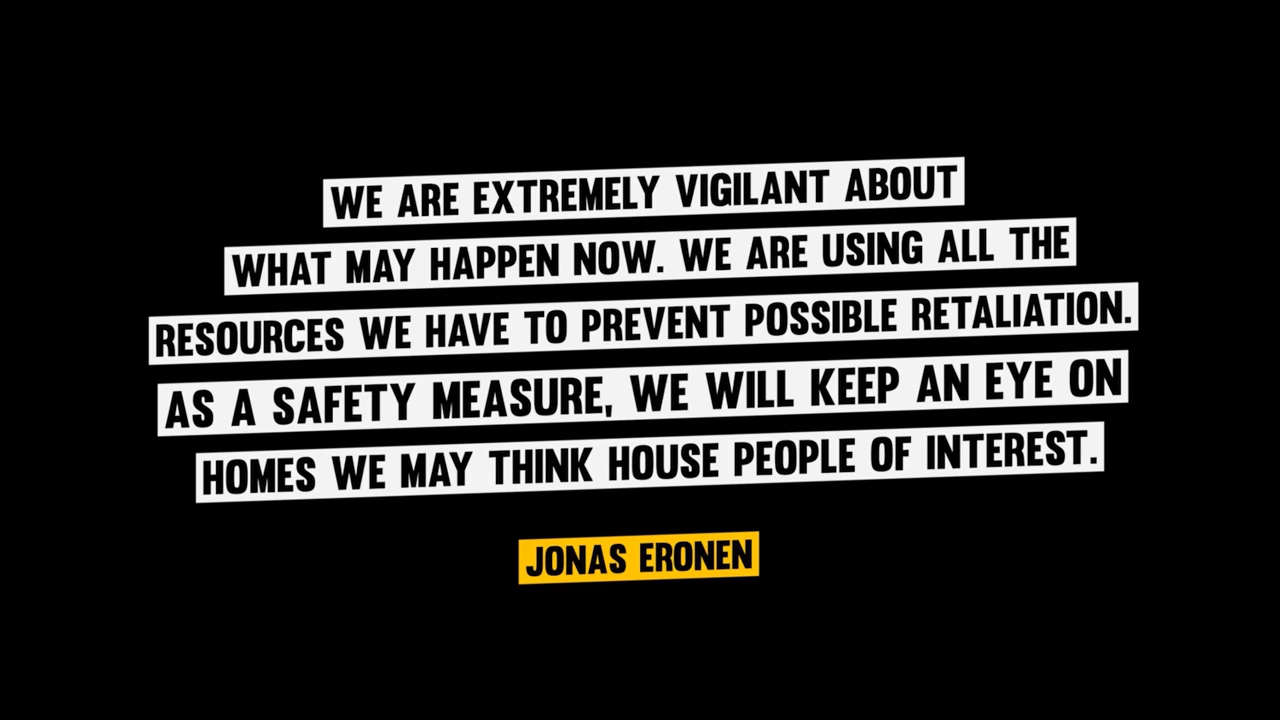 WE ARE EXTREMELY VIGILANT ABOUT
WHAT MAY HAPPEN NOW. WE ARE USING ALL THE
RESOURCES WE HAVE TO PREVENT POSSIBLE RETALIATION.
AS A SAFETY MEASURE, WE WILL KEEP AN EYE ON
HOMES WE MAY THINK HOUSE PEOPLE OF INTEREST.
JONAS ERONEN